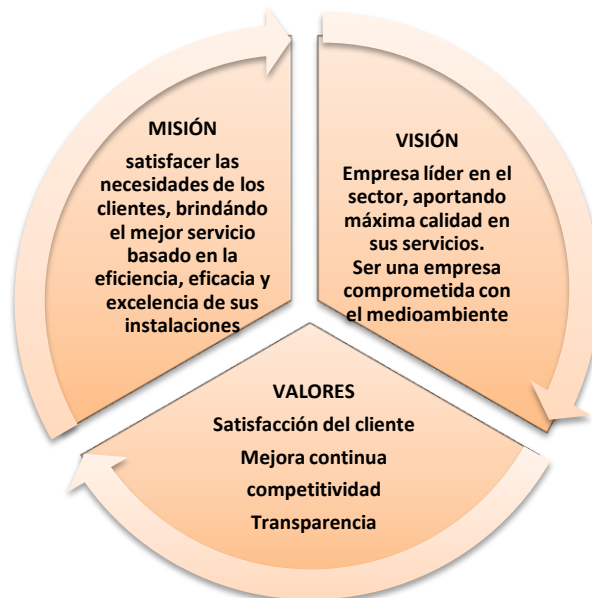 MISIÓN
satisfacer las
necesidades de los
clientes, brindándo
el mejor servicio
basado en la
eficiencia, eficacia y
excelencia de sus
instalaciones
VISIÓN
Empresa líder en el
sector, aportando
máxima calidad en
sus servicios.
Ser una empresa
comprometida con
el medioambiente
VALORES
Satisfacción del cliente
Mejora continua
competitividad
Transparencia